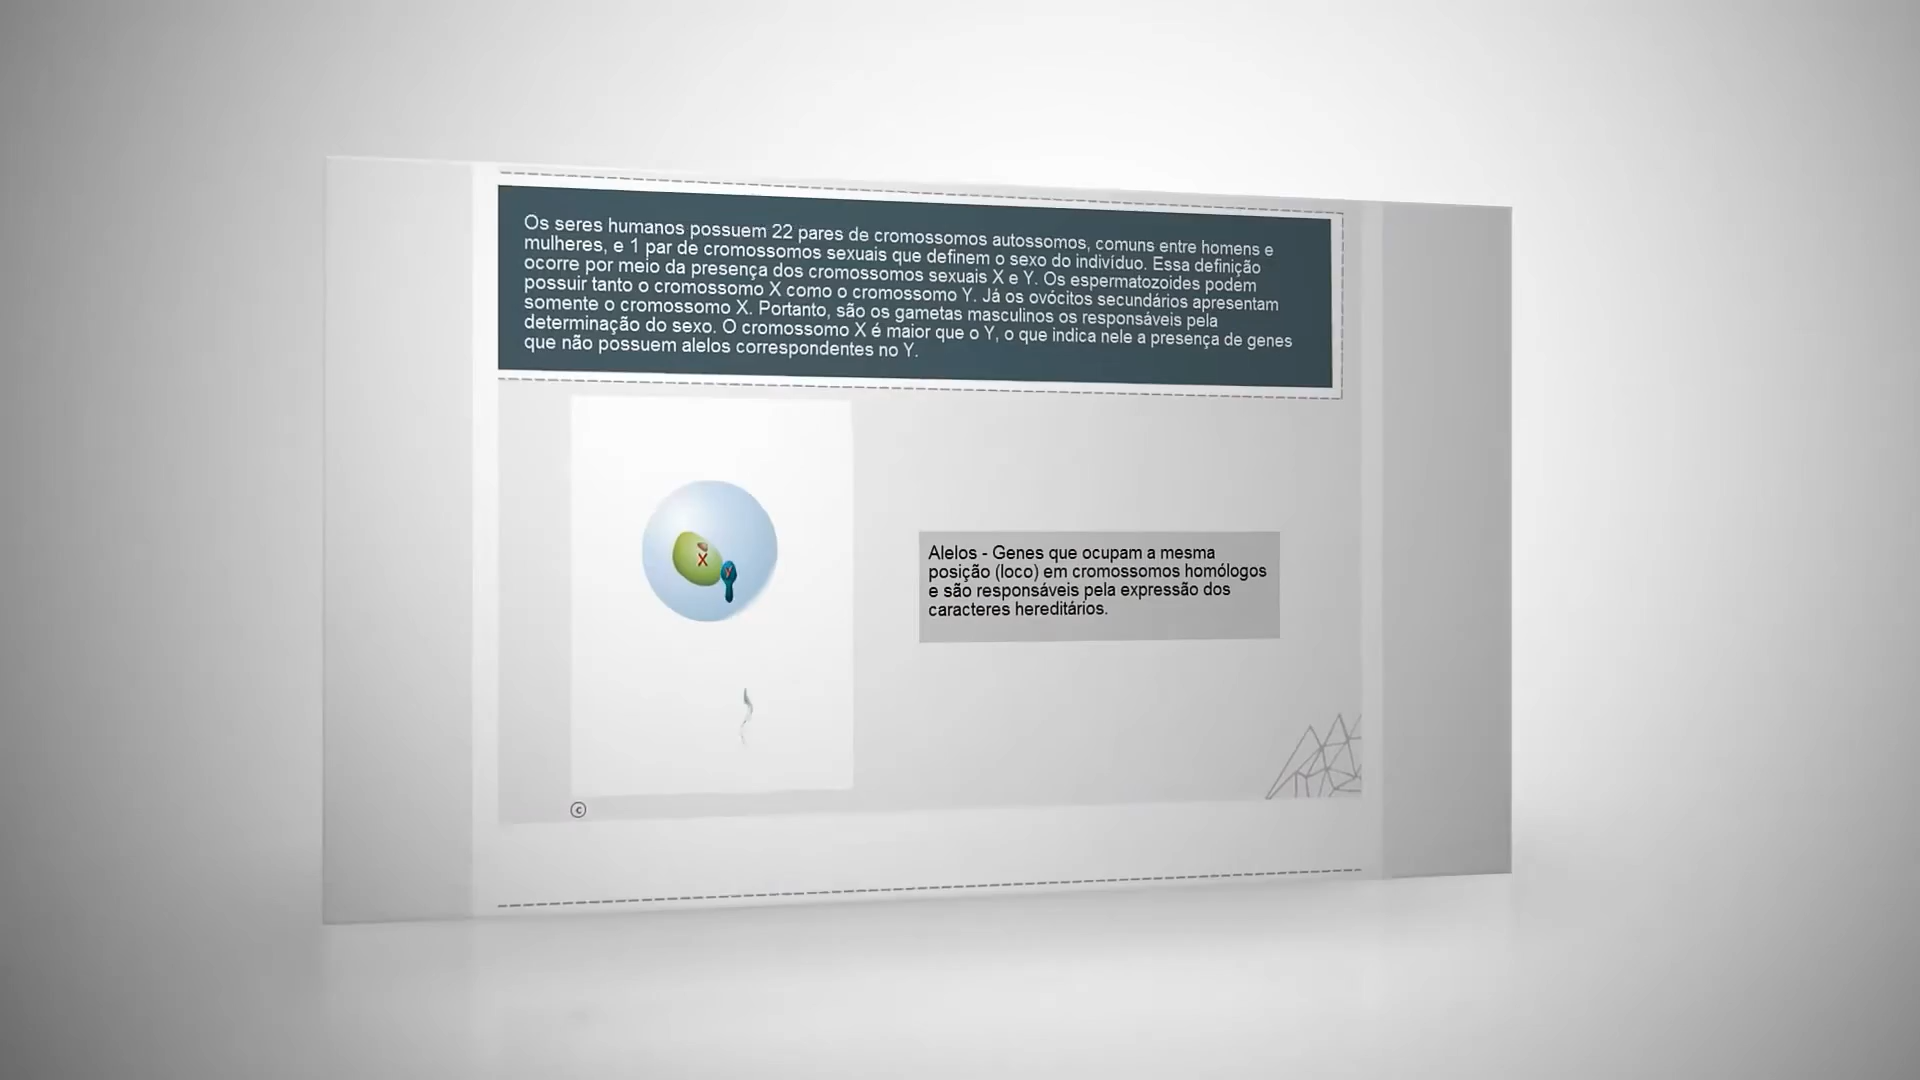 Os seres humanos possuem 22 pares de cromossomos autossomos, comuns entre homens e
mulheres, e 1 par de cromossomos sexuais que definem o sexo do indivíduo. Essa definição
ocorre por meio da presença dos cromossomos sexuais X e Y. Os espermatozoides podem
possuir tanto o cromossomo X como o cromossomo Y. Já os ovócitos secundários apresentam
somente o cromossomo X. Portanto, são os gametas masculinos os responsáveis pela
determinação do sexo. O cromossomo X é maior que o Y, o que indica nele a presença de genes
que não possuem alelos correspondentes no Y.
X
Y
Alelos - Genes que ocupam a mesma
posição (loco) em cromossomos homólogos
e são responsáveis pela expressão dos
caracteres hereditários.
©